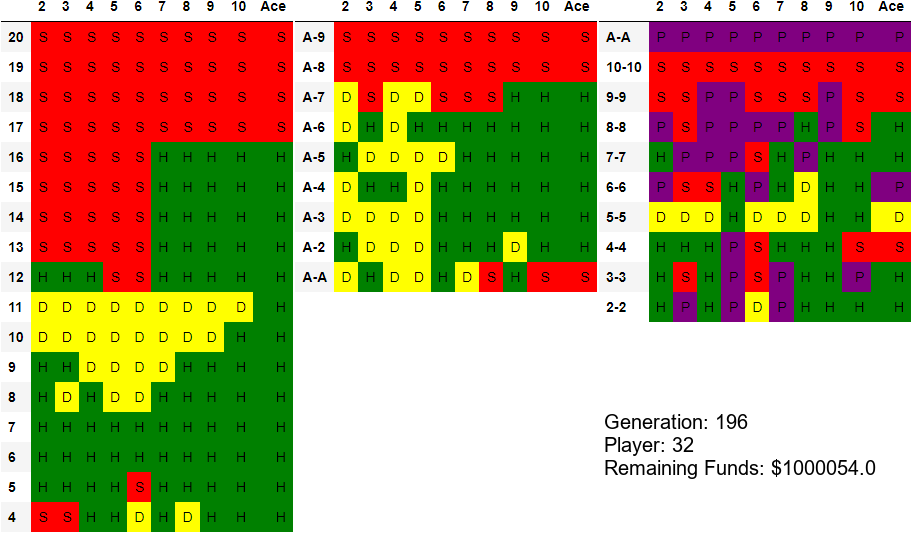 2 3 4 5 6 7 8 9 10 Ace 2 3 4 5 6 7 8 9 10 Ace 2 3 4 5 6 7 8 9 10 Ace
20 S S S S S S S S S S A-9 S S S S S S S S S S A-A P P P P P P P P P P
19 S S S S S S S S S S A-8 S S S S S S S S S S 10-10 S S S S S S S S S S
18 S S S S S S S S S S A-7 D S D D S S S H H H 9-9 S S P P S S S P S S
17 S S S S S S S S S S A-6 D H D H H H H H H H 8-8 P S P P P P H P S H
16 S S S S S H H H H H A-5 H D D D D H H H H H 7-7 H P P P S H P H H H
15 S S S S S H H H H H A-4 D H H D H H H H H H 6-6 P S S H P H D H H P
14 S S S S S H H H H H A-3 D D D D H H H H H H 5-5 D D D H D D D H H D
13 S S S S S H H H H H A-2 H D D D H H H D H H 4-4 H H H P S H H H S S
12 H H H S S H H H H H A-A D H D D H D S H S S 3-3 H S H P S P H H P H
11 D D D D D D D D D H 2-2 H P H P D P H H H H
10 D D D D D D D D H H
9 H H D D D D H H H H
8 H D H D D H H H H H
7 H H H H H H H H H H
6 H H H H H H H H H H
5 H H H H S H H H H H
4 S S H H D H D H H H
Generation: 196
Player: 32
Remaining Funds: $1000054.0